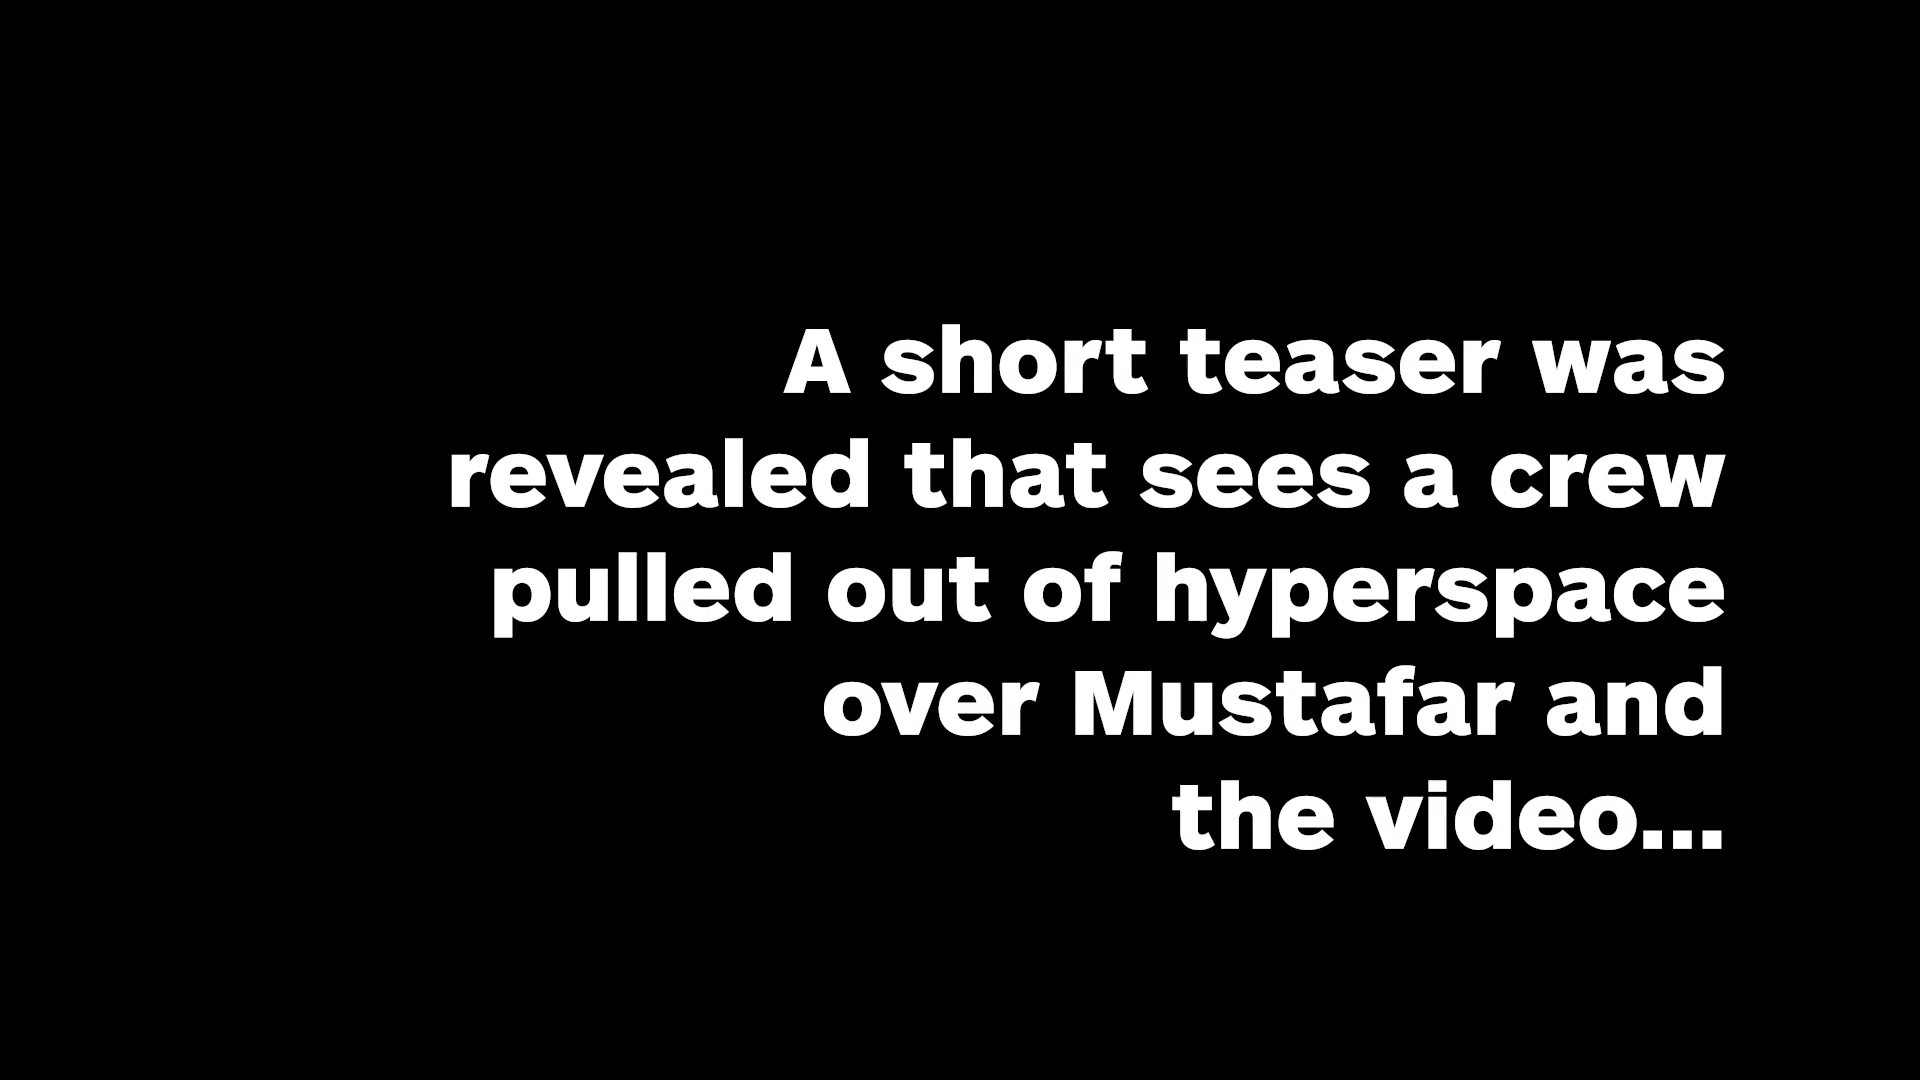 A short teaser was
revealed that sees a crew
pulled out of hyperspace
over Mustafar and
the video...